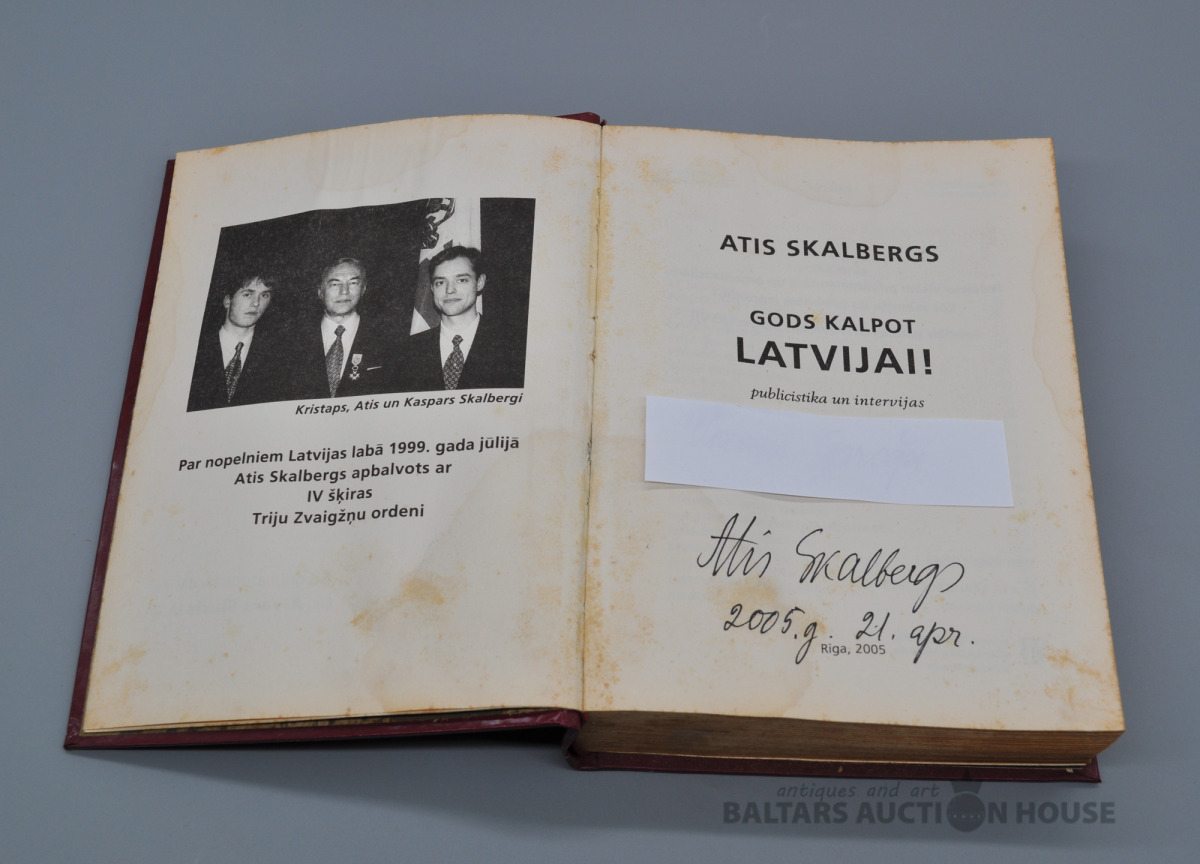 Kristaps, Atis un Kaspars Skalbergi
Par nopelniem Latvijas labā 1999. gada jūlijā
Atis Skalbergs apbalvots ar
IV šķiras
Triju Zvaigžņu ordeni
ATIS SKALBERGS
GODS KALPOT
LATVIJAI!
publicistika un intervijas
Atis Skalbergs
2005.g. 21. apr.
Riga, 2005
antiques and art
BALTARS AUCTION HOUSE